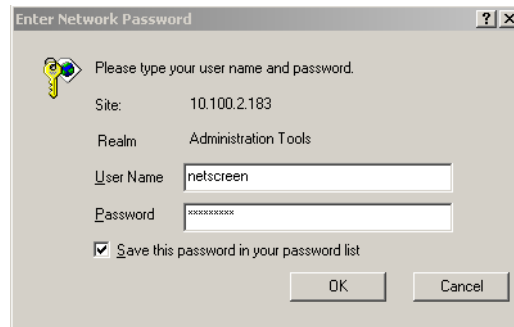 Enter Network Password
Please type your user name and password.
Site: 10.100.2.183
Realm Administration Tools
User Name netscreen
Password xxxxxxxxx
Save this password in your password list
OK Cancel